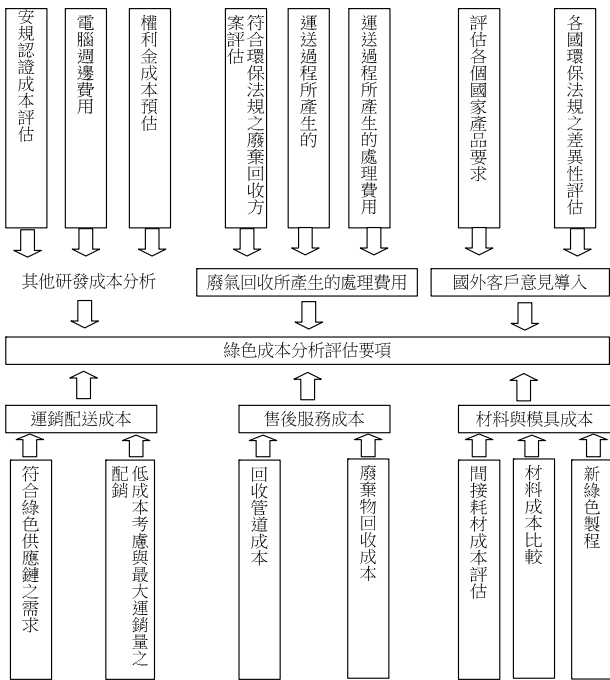 安規認證成本評估
電腦週邊費用
權利金成本預估
符合環保法規之廢棄回收方
案評估
運送過程所產生的
運送過程所產生的處理費用
評估各個國家產品要求
各國環保法規之差異性評估
其他研發成本分析
廢氣回收所產生的處理費用
國外客戶意見導入
綠色成本分析評估要項
運銷配送成本
售後服務成本
材料與模具成本
符合綠色供應鏈之需求
低成本考慮與最大運銷量之
配銷
回收管道成本
廢棄物回收成本
間接耗材成本評估
材料成本比較
新綠色製程